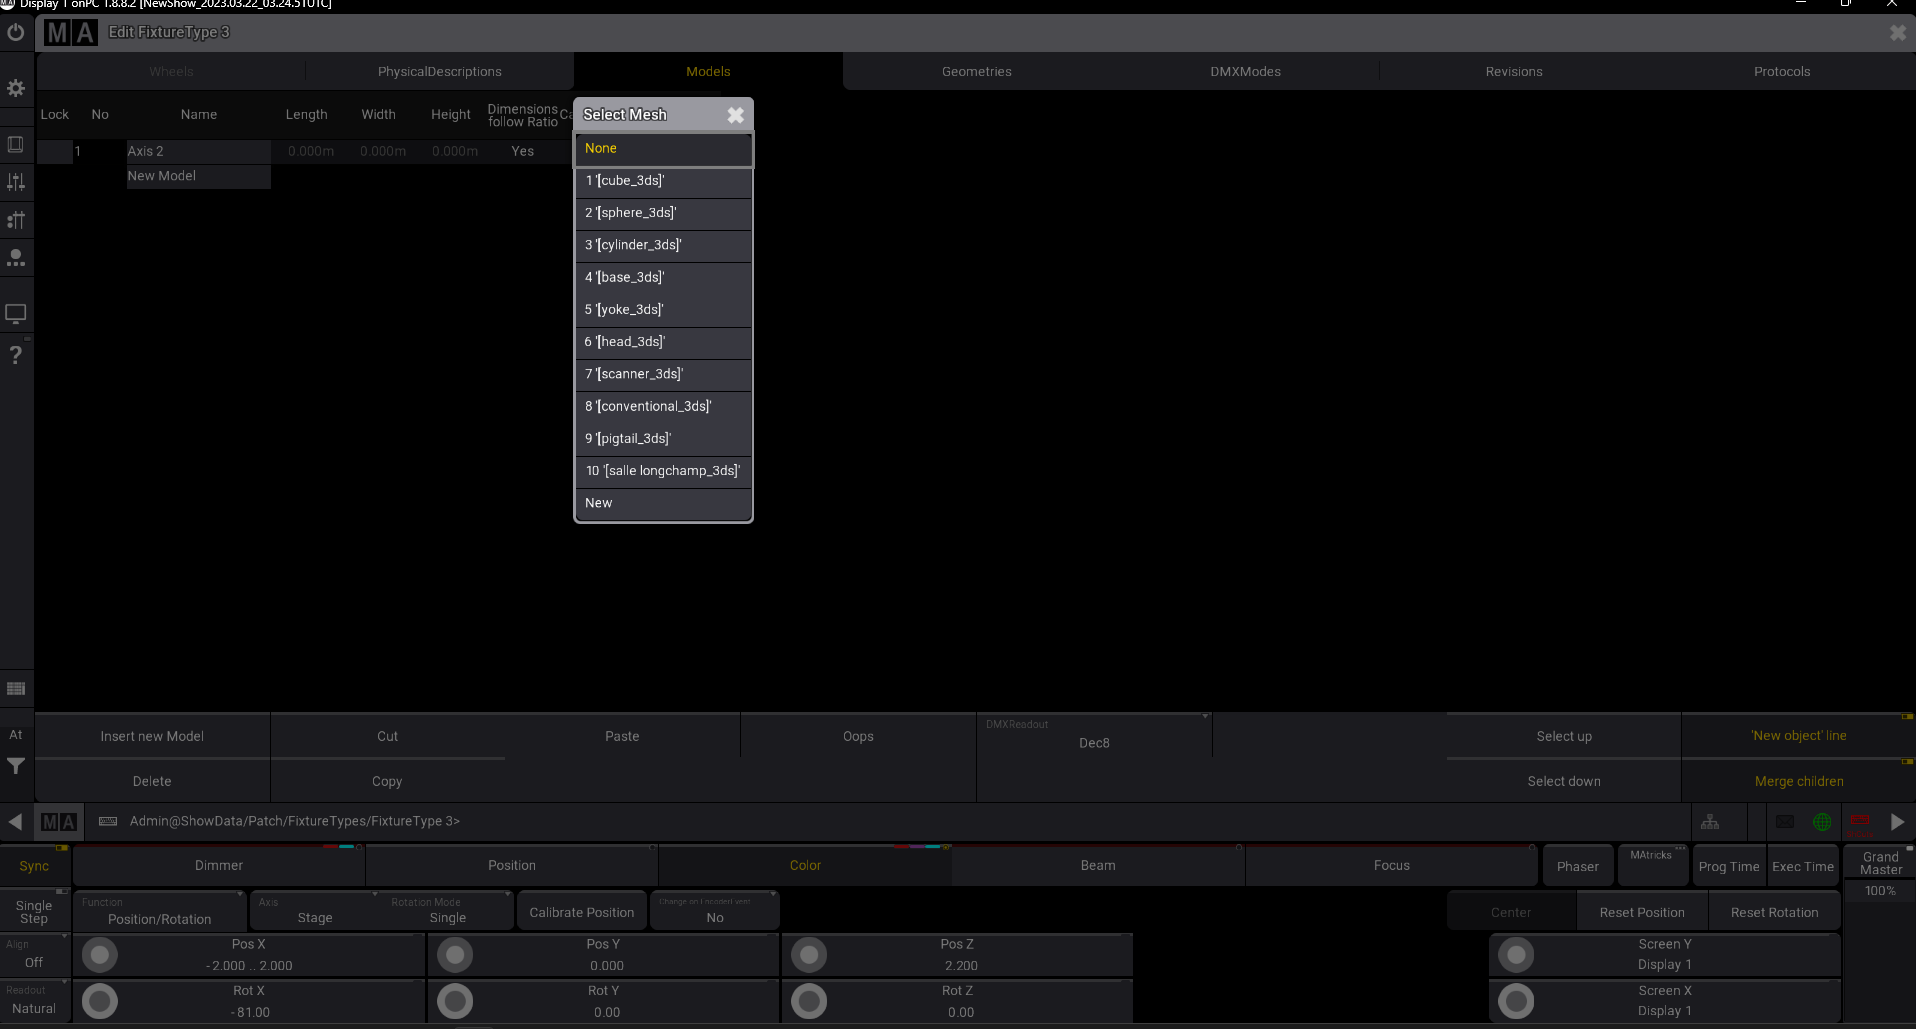 Display 1 onPC 1.8.8.2 [NewShow_2023.03.22_03.24.51UTC]
MA Edit FixtureType 3
Wheels PhysicalDescriptions Models Geometries DMXModes Revisions Protocols
Lock No Name Length Width Height Dimensions follow Ratio
1 Axis 2 0.000m 0.000m 0.000m Yes
New Model
Select Mesh
None
1 '[cube_3ds]'
2 '[sphere_3ds]'
3 '[cylinder_3ds]'
4 '[base_3ds]'
5 '[yoke_3ds]'
6 '[head_3ds]'
7 '[scanner_3ds]'
8 '[conventional_3ds]'
9 '[pigtail_3ds]'
10 '[salle longchamp_3ds]'
New
?
At
Insert new Model Cut Paste Oops
DMXReadout
Dec8
Select up 'New object' line
Delete Copy Select down Merge children
MA Admin@ShowData/Patch/FixtureTypes/FixtureType 3>
Sync Dimmer Position Color Beam Focus Phaser MAtricks Prog Time Exec Time
Grand Master
100%
Single Step
Function
Position/Rotation
Axis
Stage
Rotation Mode
Single
Calibrate Position
Change on EncoderEvent
No
Center Reset Position Reset Rotation
Align
Off
Pos X
-2.000 .. 2.000
Pos Y
0.000
Pos Z
2.200
Screen Y
Display 1
Readout
Natural
Rot X
-81.00
Rot Y
0.00
Rot Z
0.00
Screen X
Display 1